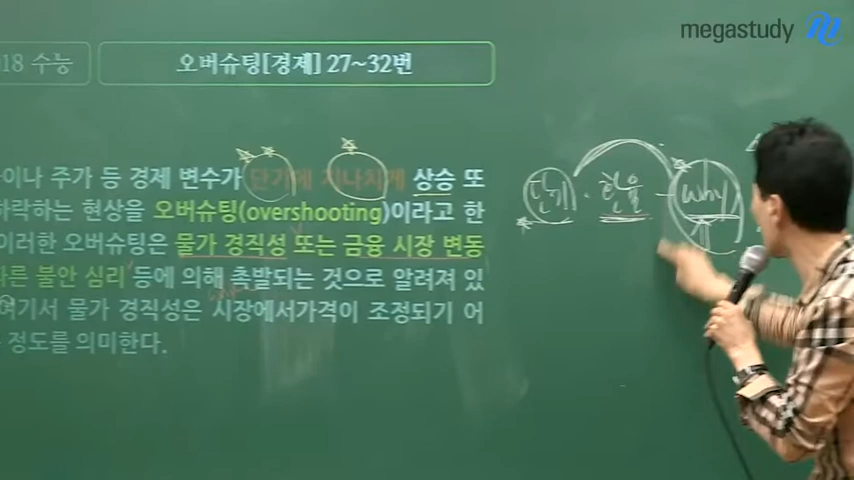 megastudy
18 수능
오버슈팅[경제] 27~32번
이나 주가 등 경제 변수가 단기에 지나치게 상승 또
하락하는 현상을 오버슈팅(overshooting)이라고 한
이러한 오버슈팅은 물가 경직성 또는 금융 시장 변동
따른 불안 심리 등에 의해 촉발되는 것으로 알려져 있
여기서 물가 경직성은 시장에서가격이 조정되기 어
정도를 의미한다.
단기 · 환율 - why